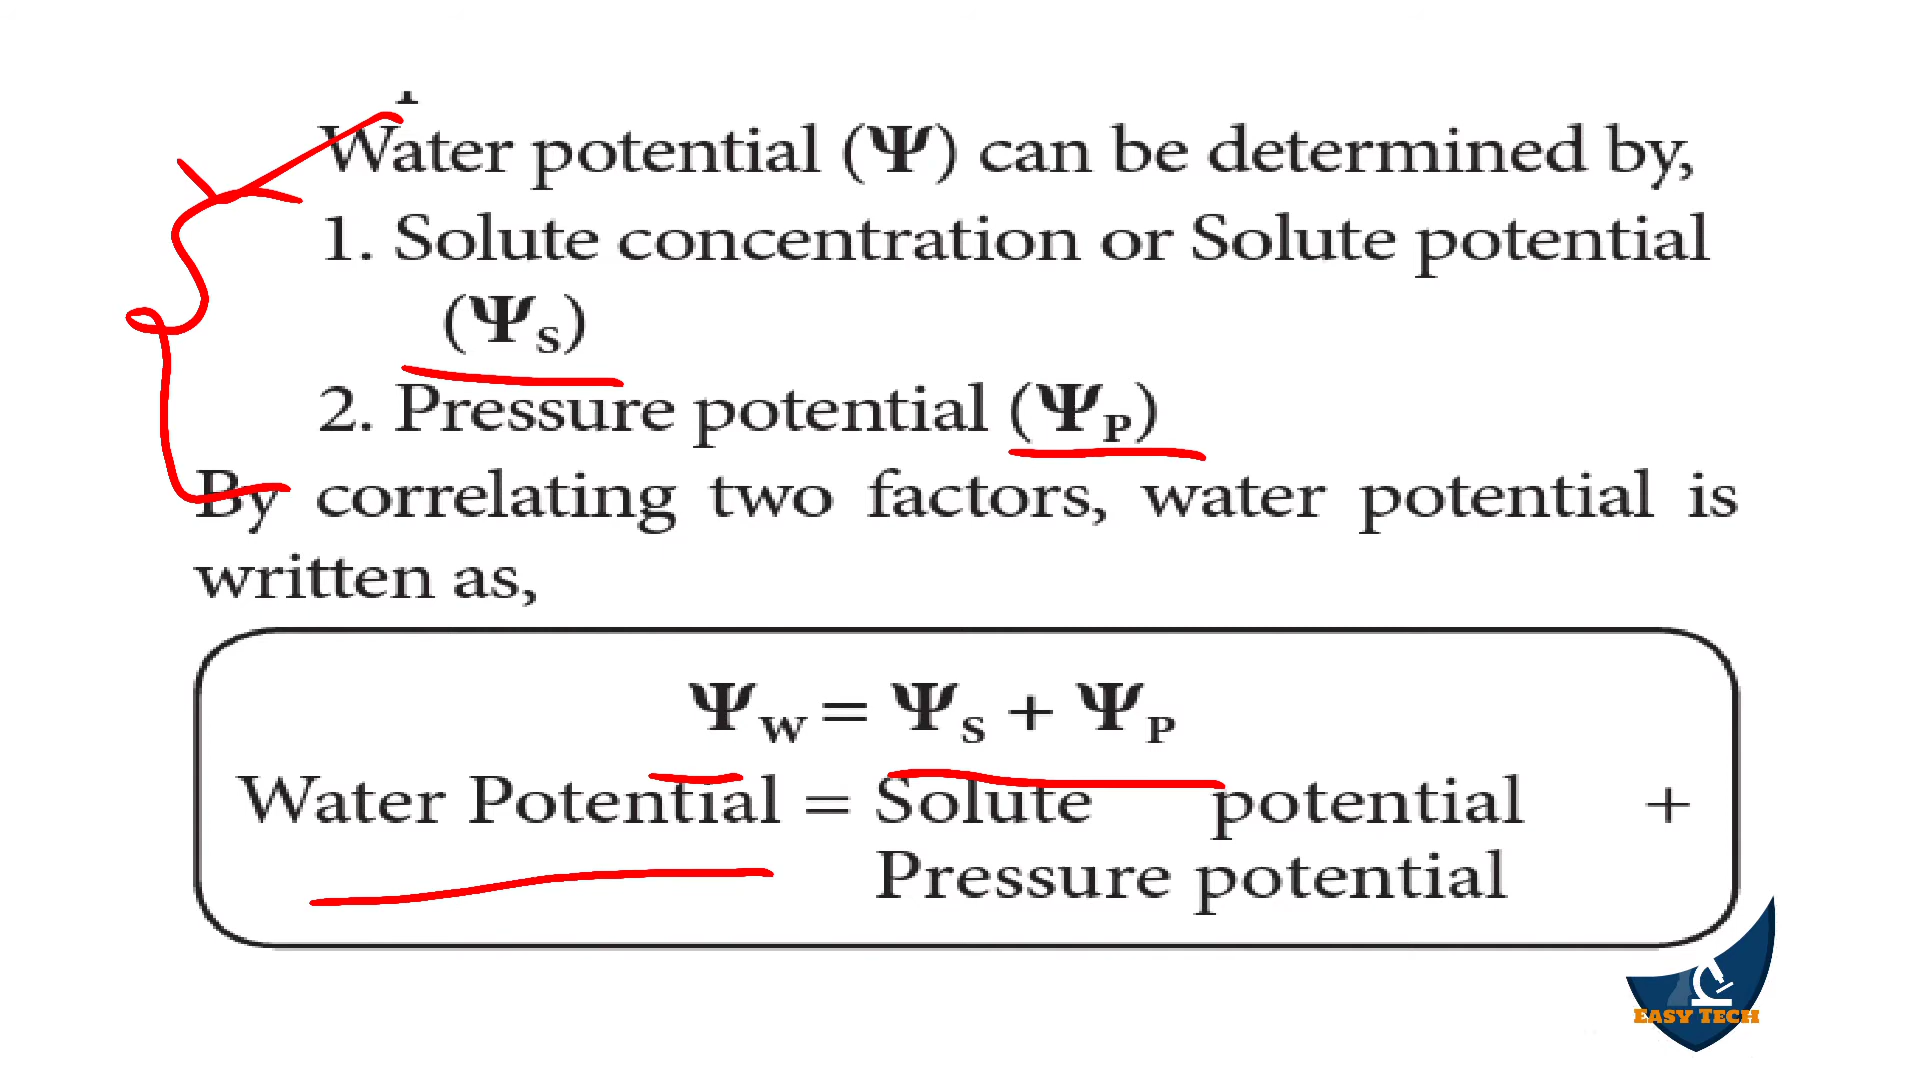 Water potential (Ψ) can be determined by,
1. Solute concentration or Solute potential
(ΨS)
2. Pressure potential (ΨP)
By correlating two factors, water potential is
written as,
ΨW = ΨS + ΨP
Water Potential = Solute potential +
Pressure potential
EASY TECH